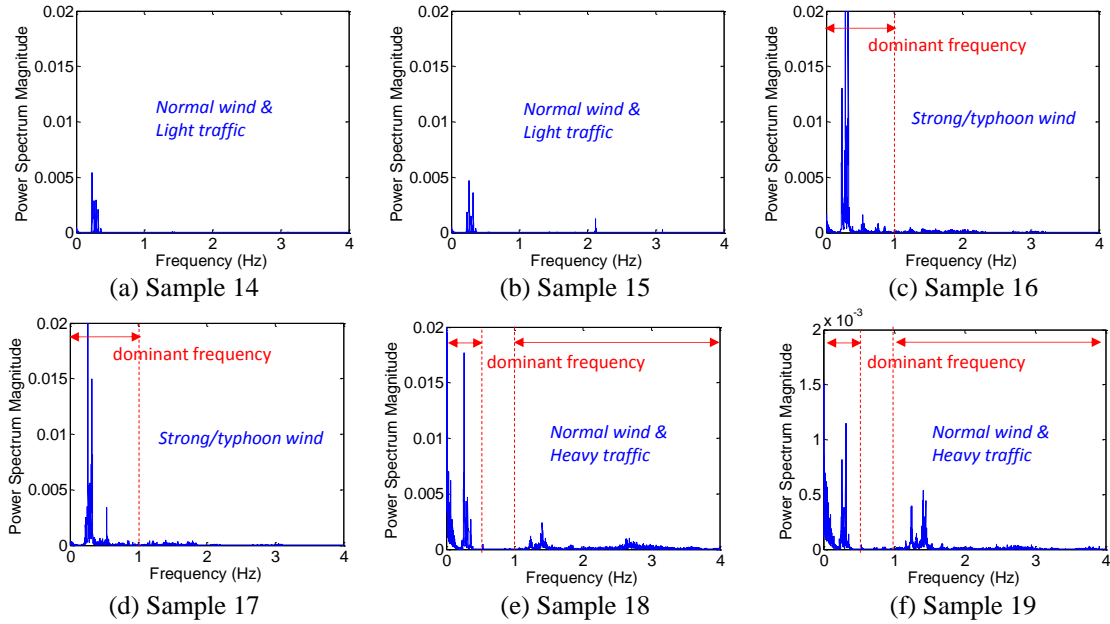 0.02
0.015
0.01
0.005
0
Power Spectrum Magnitude
Normal wind &
Light traffic
0 1 2 3 4
Frequency (Hz)
(a) Sample 14
0.02
0.015
0.01
0.005
0
Power Spectrum Magnitude
Normal wind &
Light traffic
0 1 2 3 4
Frequency (Hz)
(b) Sample 15
0.02
0.015
0.01
0.005
0
Power Spectrum Magnitude
dominant frequency
Strong/typhoon wind
0 1 2 3 4
Frequency (Hz)
(c) Sample 16
0.02
0.015
0.01
0.005
0
Power Spectrum Magnitude
dominant frequency
Strong/typhoon wind
0 1 2 3 4
Frequency (Hz)
(d) Sample 17
0.02
0.015
0.01
0.005
0
Power Spectrum Magnitude
dominant frequency
Normal wind &
Heavy traffic
0 1 2 3 4
Frequency (Hz)
(e) Sample 18
x 10⁻³
2
1.5
1
0.5
0
Power Spectrum Magnitude
dominant frequency
Normal wind &
Heavy traffic
0 1 2 3 4
Frequency (Hz)
(f) Sample 19